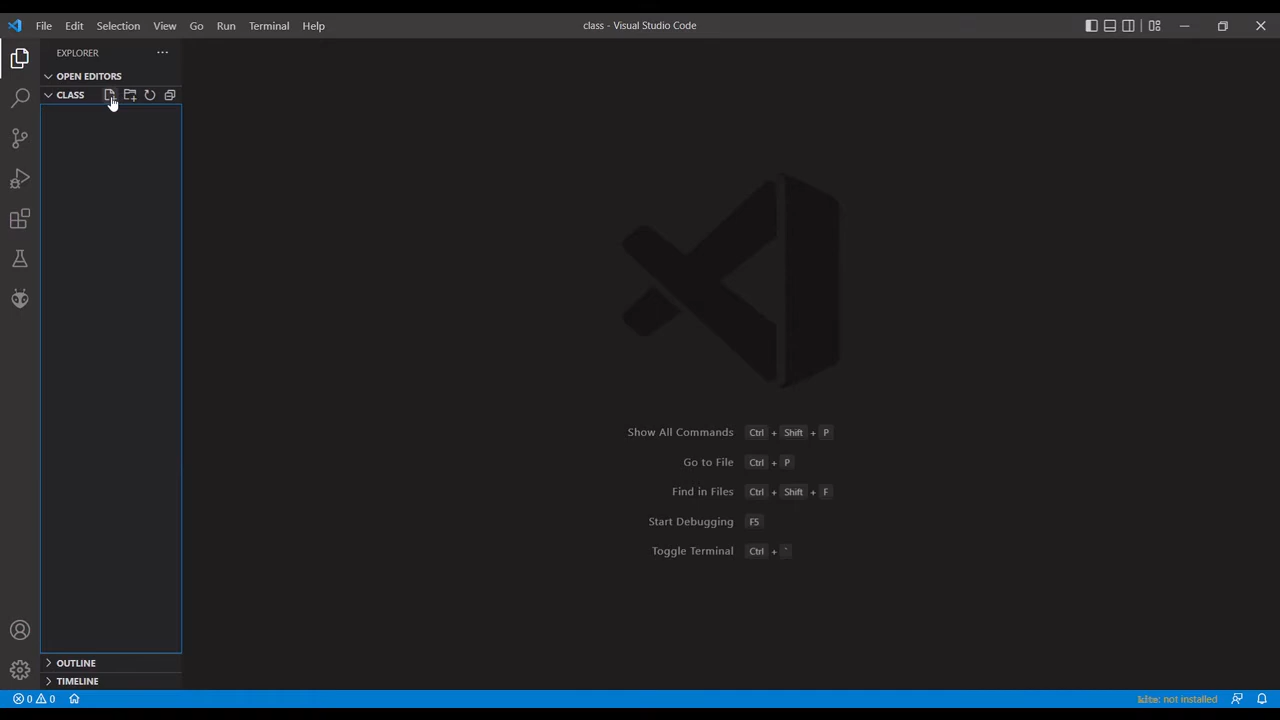 File Edit Selection View Go Run Terminal Help
class - Visual Studio Code
EXPLORER
OPEN EDITORS
CLASS
Show All Commands Ctrl + Shift + P
Go to File Ctrl + P
Find in Files Ctrl + Shift + F
Start Debugging F5
Toggle Terminal Ctrl + `
OUTLINE
TIMELINE
0 0
not installed